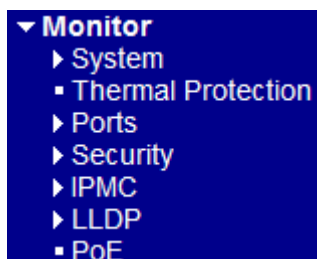 Monitor
System
Thermal Protection
Ports
Security
IPMC
LLDP
PoE